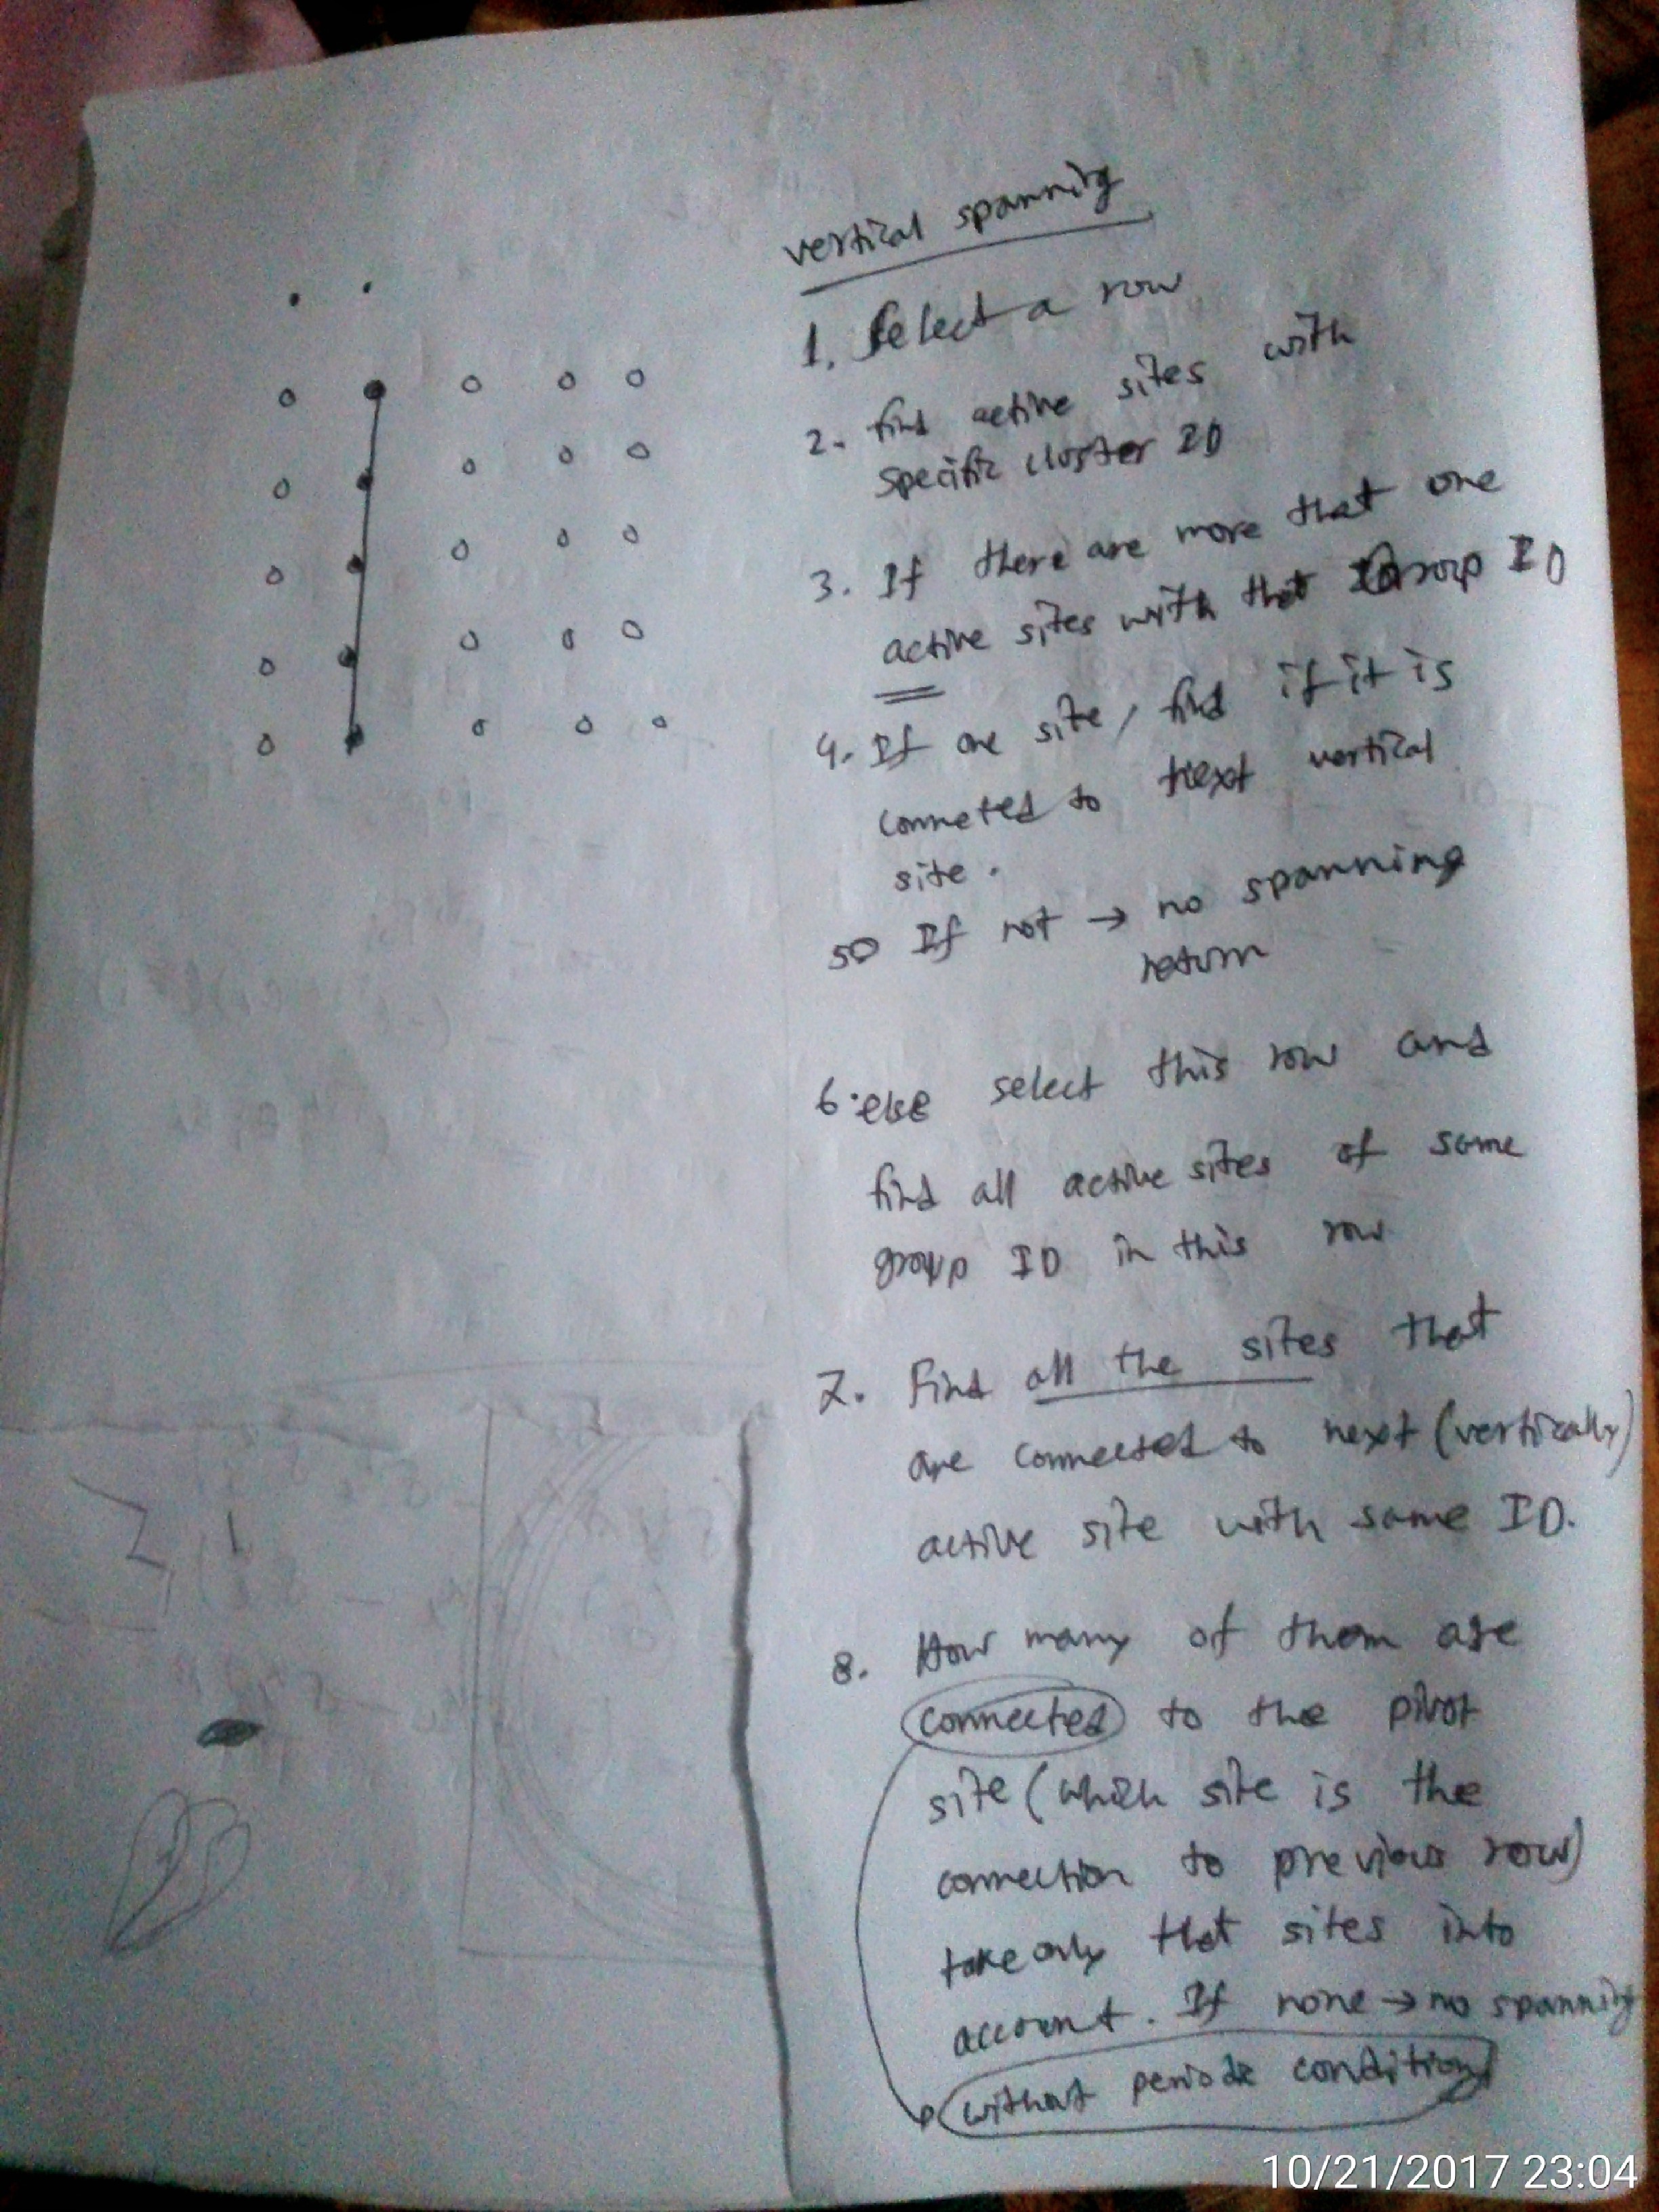 vertical spanning
1. Select a row
2. find active sites with
specific cluster ID
3. If there are more that one
active sites with that Group ID
4. If one site, find if it is
conneted to next vertical
site.
5 If not → no spanning
return
6. else select this row and
find all active sites of same
group ID in this row
7. Find all the sites that
are connected to next (vertically)
active site with same ID.
8. How many of them are
connected to the pivot
site (which site is the
connection to previous row)
take only that sites into
account. If none → no spanning
without periodic condition
10/21/2017 23:04